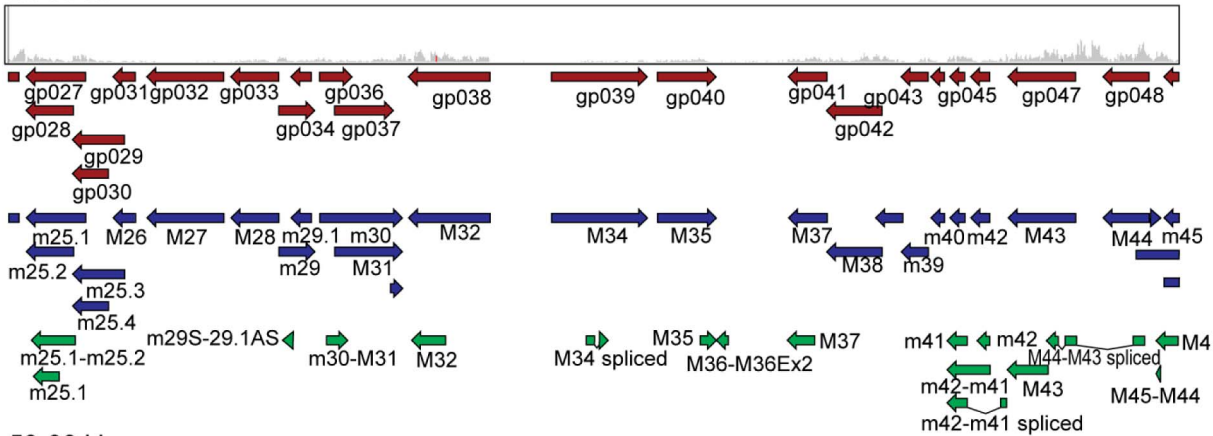 gp027 gp031 gp032 gp033 gp036 gp038 gp039 gp040 gp041 gp043 gp045 gp047 gp048
gp028 gp034 gp037 gp042
gp029
gp030
m25.1 M26 M27 M28 m29.1 m30 M32 M34 M35 M37 m40 m42 M43 M44 m45
m25.2 m29 M31 M38 m39
m25.3
m25.4
m29S-29.1AS M35 M37 m41 m42 M4
m25.1-m25.2 m30-M31 M32 M34 spliced M36-M36Ex2 M44-M43 spliced
m25.1 m42-m41 M43 M45-M44
m42-m41 spliced